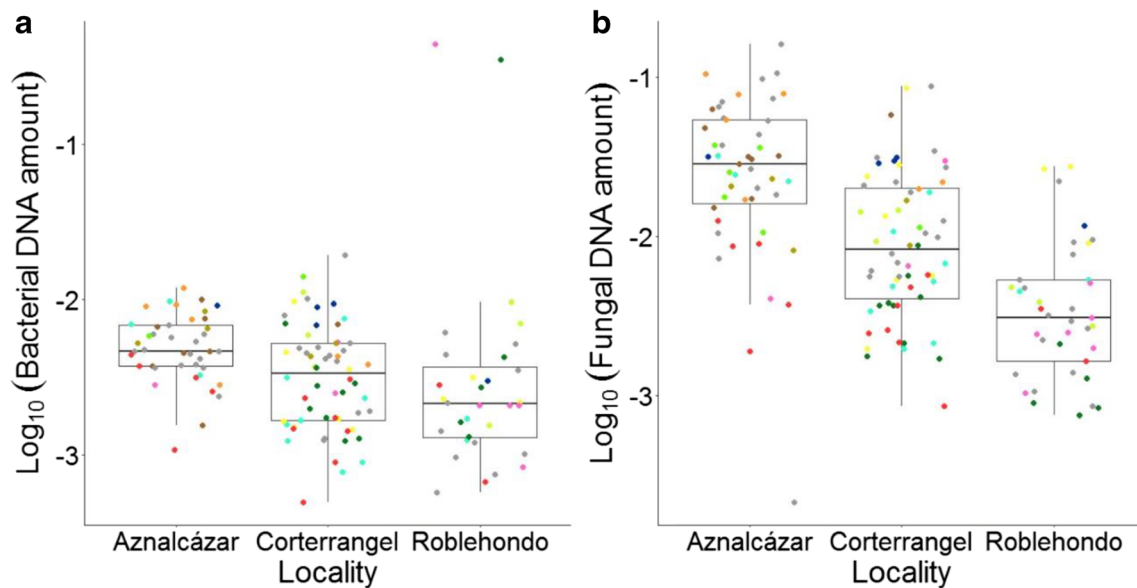 a
Log10(Bacterial DNA amount)
-1
-2
-3
Aznalcázar Corterrangel Roblehondo
Locality
b
Log10(Fungal DNA amount)
-1
-2
-3
Aznalcázar Corterrangel Roblehondo
Locality